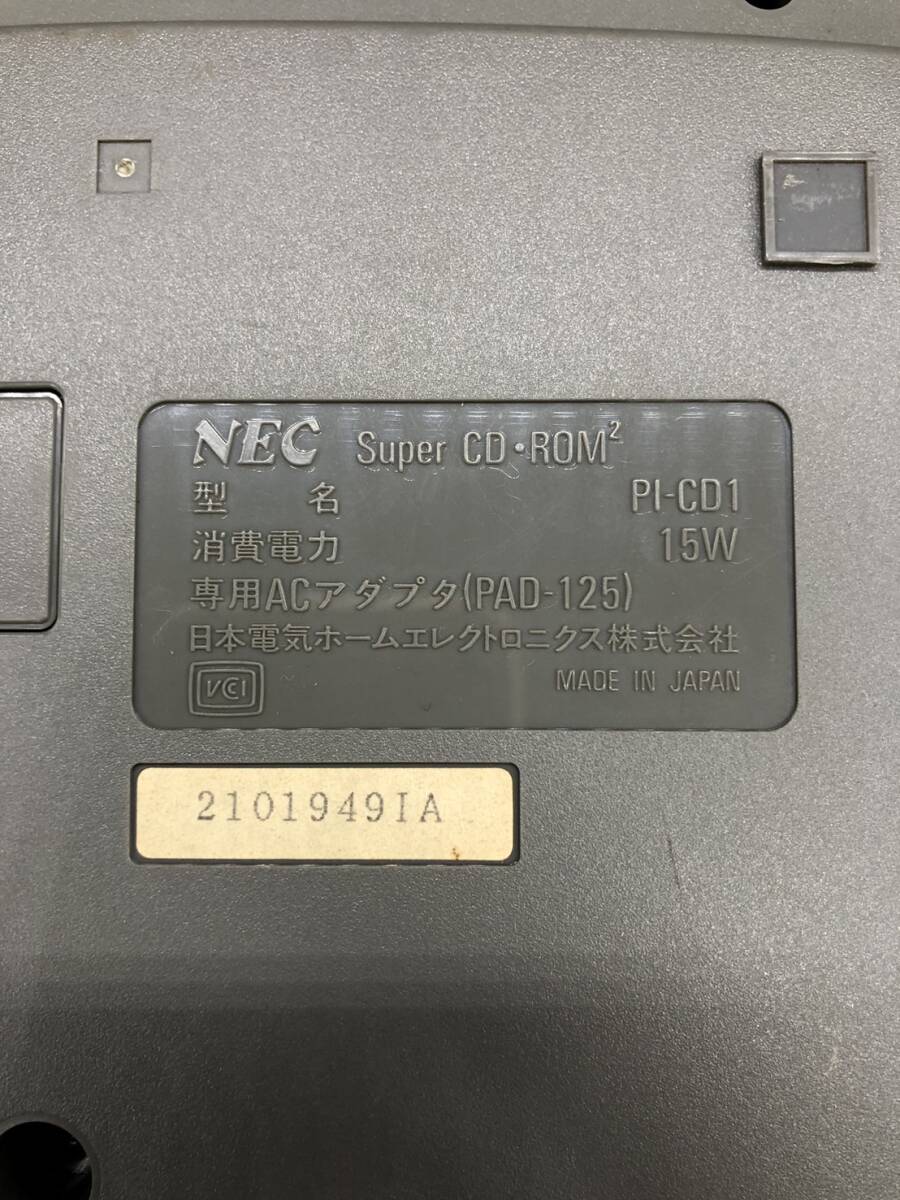 NEC Super CD·ROM²
型名 PI-CD1
消費電力 15W
専用ACアダプタ(PAD-125)
日本電気ホームエレクトロニクス株式会社
VCI MADE IN JAPAN
2101949IA